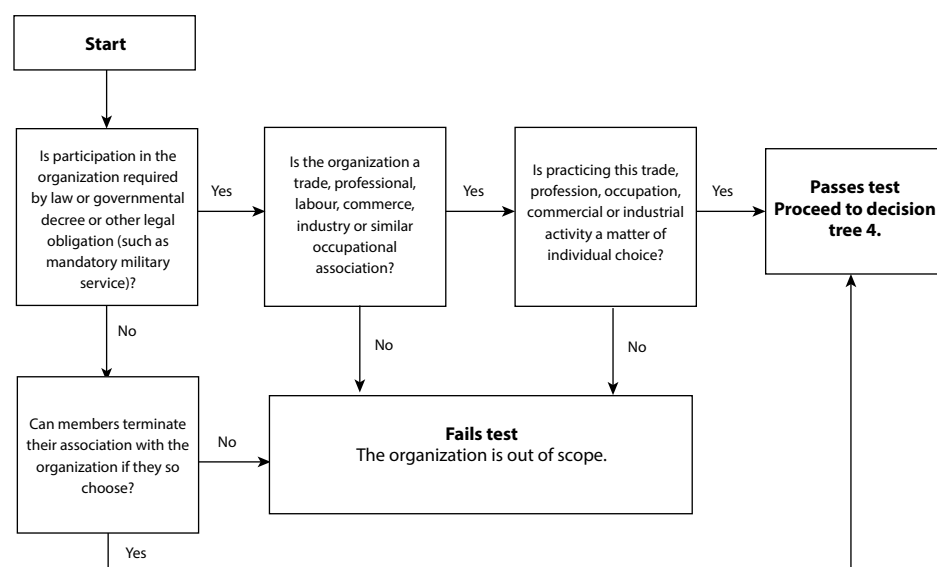 Start
Is participation in the
organization required
by law or governmental
decree or other legal
obligation (such as
mandatory military
service)?
Yes
Is the organization a
trade, professional,
labour, commerce,
industry or similar
occupational
association?
Yes
Is practicing this trade,
profession, occupation,
commercial or industrial
activity a matter of
individual choice?
Yes
Passes test
Proceed to decision
tree 4.
No
No
No
Can members terminate
their association with the
organization if they so
choose?
No
Fails test
The organization is out of scope.
Yes